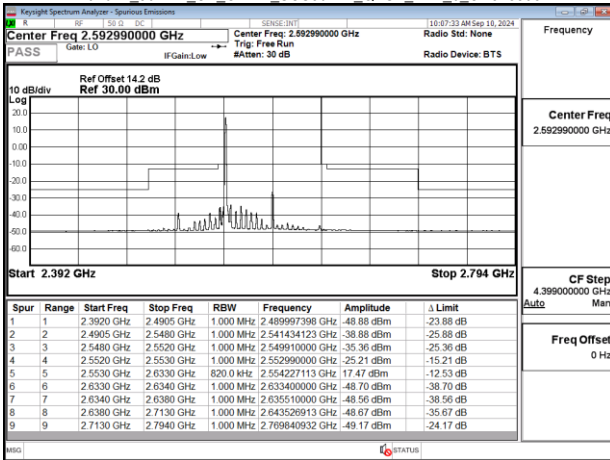 Keysight Spectrum Analyzer - Spurious Emissions
R RF 50 Ω DC SENSE:INT 10:07:33 AM Sep 10, 2024
Center Freq 2.592990000 GHz Center Freq: 2.592990000 GHz Radio Std: None Frequency
PASS Gate: LO IFGain:Low Trig: Free Run
#Atten: 30 dB Radio Device: BTS
Ref Offset 14.2 dB
10 dB/div Ref 30.00 dBm
Log
20.0
10.0
0.00
-10.0
-20.0
-30.0
-40.0
-50.0
-60.0
Start 2.392 GHz Stop 2.794 GHz
Center Freq
2.592990000 GHz
CF Step
4.399000000 GHz
Auto Man
Freq Offset
0 Hz
Spur Range Start Freq Stop Freq RBW Frequency Amplitude Δ Limit
1 1 2.3920 GHz 2.4905 GHz 1.000 MHz 2.489997398 GHz -48.88 dBm -23.88 dB
2 2 2.4905 GHz 2.5480 GHz 1.000 MHz 2.541434123 GHz -38.88 dBm -28.88 dB
3 3 2.5480 GHz 2.5520 GHz 1.000 MHz 2.549910000 GHz -35.36 dBm -25.36 dB
4 4 2.5520 GHz 2.5530 GHz 1.000 MHz 2.552990000 GHz -25.21 dBm -15.21 dB
5 5 2.5530 GHz 2.6330 GHz 820.0 kHz 2.554227113 GHz 17.47 dBm -12.53 dB
6 6 2.6330 GHz 2.6340 GHz 1.000 MHz 2.633400000 GHz -48.70 dBm -38.70 dB
7 7 2.6340 GHz 2.6380 GHz 1.000 MHz 2.635510000 GHz -48.56 dBm -38.56 dB
8 8 2.6380 GHz 2.7130 GHz 1.000 MHz 2.643526913 GHz -48.67 dBm -35.67 dB
9 9 2.7130 GHz 2.7940 GHz 1.000 MHz 2.769840932 GHz -49.17 dBm -24.17 dB
MSG STATUS